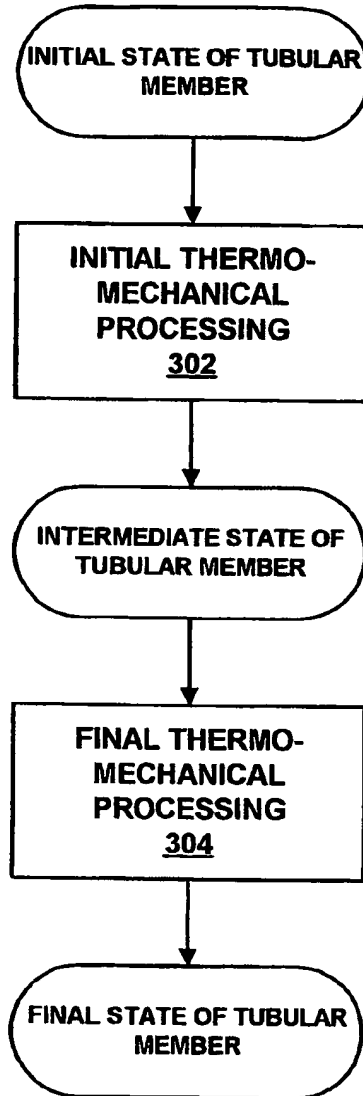 INITIAL STATE OF TUBULAR
MEMBER
INITIAL THERMO-
MECHANICAL
PROCESSING
302
INTERMEDIATE STATE OF
TUBULAR MEMBER
FINAL THERMO-
MECHANICAL
PROCESSING
304
FINAL STATE OF TUBULAR
MEMBER